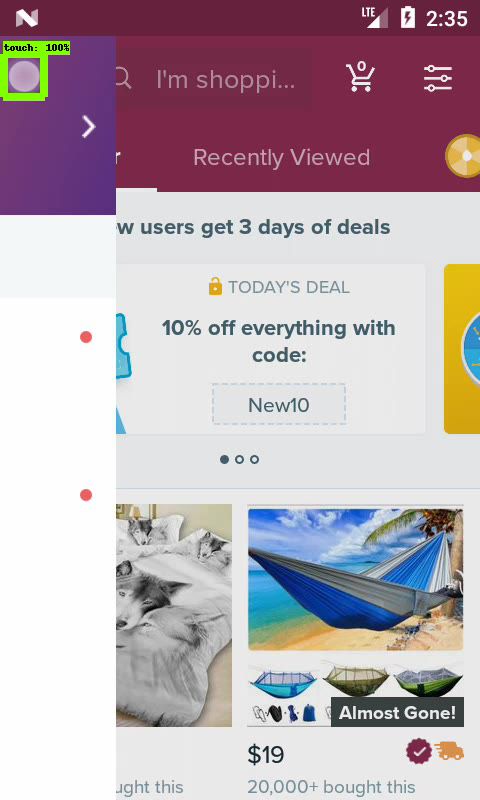 LTE 2:35
touch: 100%
I'm shoppi...
0
r
Recently Viewed
ew users get 3 days of deals
TODAY'S DEAL
10% off everything with
code:
New10
Almost Gone!
$19
ught this
20,000+ bought this